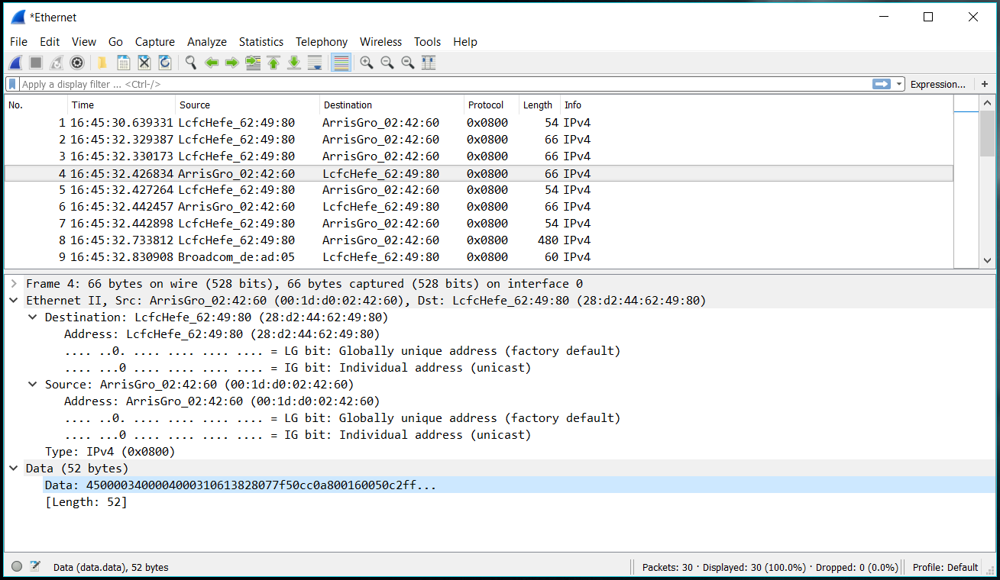 *Ethernet
File Edit View Go Capture Analyze Statistics Telephony Wireless Tools Help
Apply a display filter ... <Ctrl-/> Expression... +
No. Time Source Destination Protocol Length Info
1 16:45:30.639331 LcfcHefe_62:49:80 ArrisGro_02:42:60 0x0800 54 IPv4
2 16:45:32.329387 LcfcHefe_62:49:80 ArrisGro_02:42:60 0x0800 66 IPv4
3 16:45:32.330173 LcfcHefe_62:49:80 ArrisGro_02:42:60 0x0800 66 IPv4
4 16:45:32.426834 ArrisGro_02:42:60 LcfcHefe_62:49:80 0x0800 66 IPv4
5 16:45:32.427264 LcfcHefe_62:49:80 ArrisGro_02:42:60 0x0800 54 IPv4
6 16:45:32.442457 ArrisGro_02:42:60 LcfcHefe_62:49:80 0x0800 66 IPv4
7 16:45:32.442898 LcfcHefe_62:49:80 ArrisGro_02:42:60 0x0800 54 IPv4
8 16:45:32.733812 LcfcHefe_62:49:80 ArrisGro_02:42:60 0x0800 480 IPv4
9 16:45:32.830908 Broadcom_de:ad:05 LcfcHefe_62:49:80 0x0800 60 IPv4
Frame 4: 66 bytes on wire (528 bits), 66 bytes captured (528 bits) on interface 0
Ethernet II, Src: ArrisGro_02:42:60 (00:1d:d0:02:42:60), Dst: LcfcHefe_62:49:80 (28:d2:44:62:49:80)
Destination: LcfcHefe_62:49:80 (28:d2:44:62:49:80)
Address: LcfcHefe_62:49:80 (28:d2:44:62:49:80)
.... ..0. .... .... .... .... = LG bit: Globally unique address (factory default)
.... ...0 .... .... .... .... = IG bit: Individual address (unicast)
Source: ArrisGro_02:42:60 (00:1d:d0:02:42:60)
Address: ArrisGro_02:42:60 (00:1d:d0:02:42:60)
.... ..0. .... .... .... .... = LG bit: Globally unique address (factory default)
.... ...0 .... .... .... .... = IG bit: Individual address (unicast)
Type: IPv4 (0x0800)
Data (52 bytes)
Data: 4500003400004000310613828077f50cc0a800160050c2ff...
[Length: 52]
Data (data.data), 52 bytes Packets: 30 · Displayed: 30 (100.0%) · Dropped: 0 (0.0%) Profile: Default